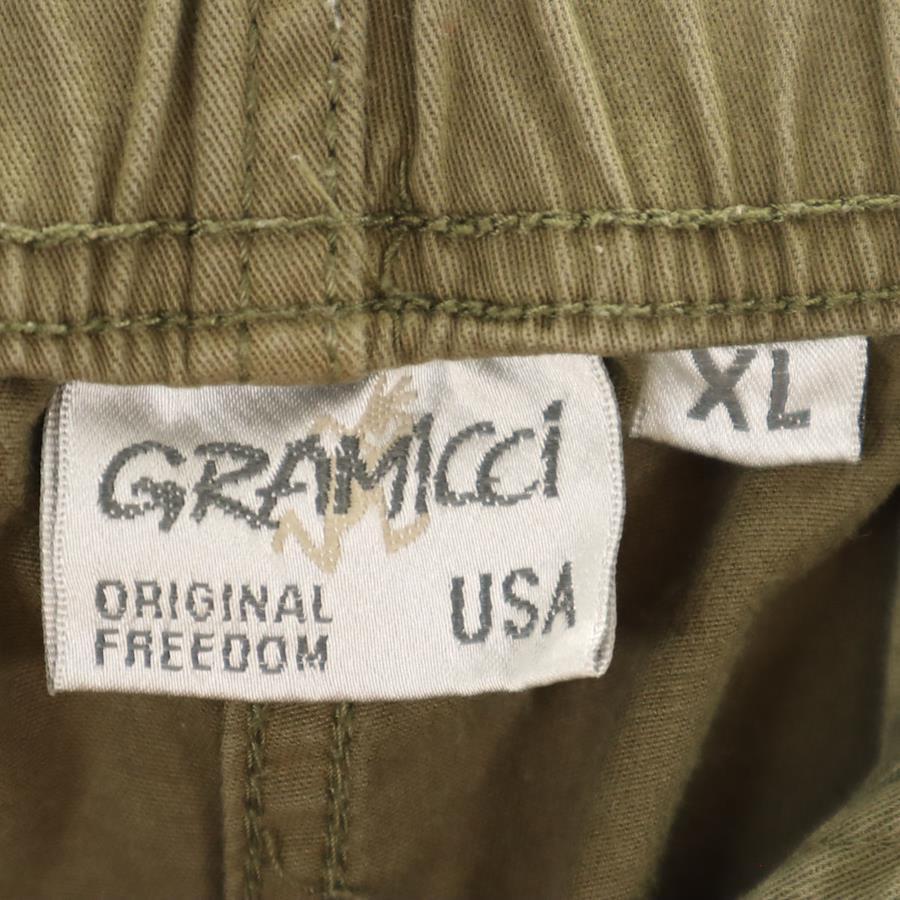 GRAMICCI
XL
ORIGINAL
FREEDOM
USA